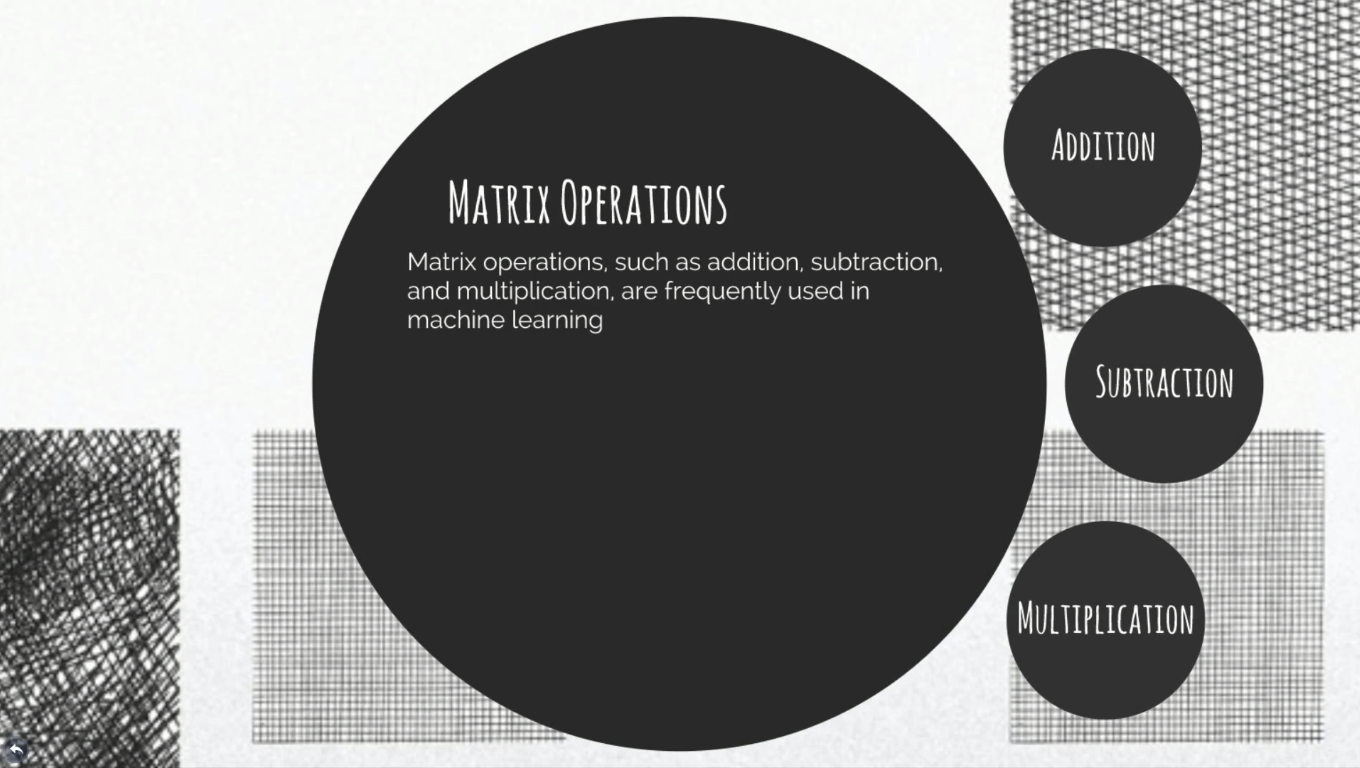 Matrix Operations
Matrix operations, such as addition, subtraction,
and multiplication, are frequently used in
machine learning
Addition
Subtraction
Multiplication